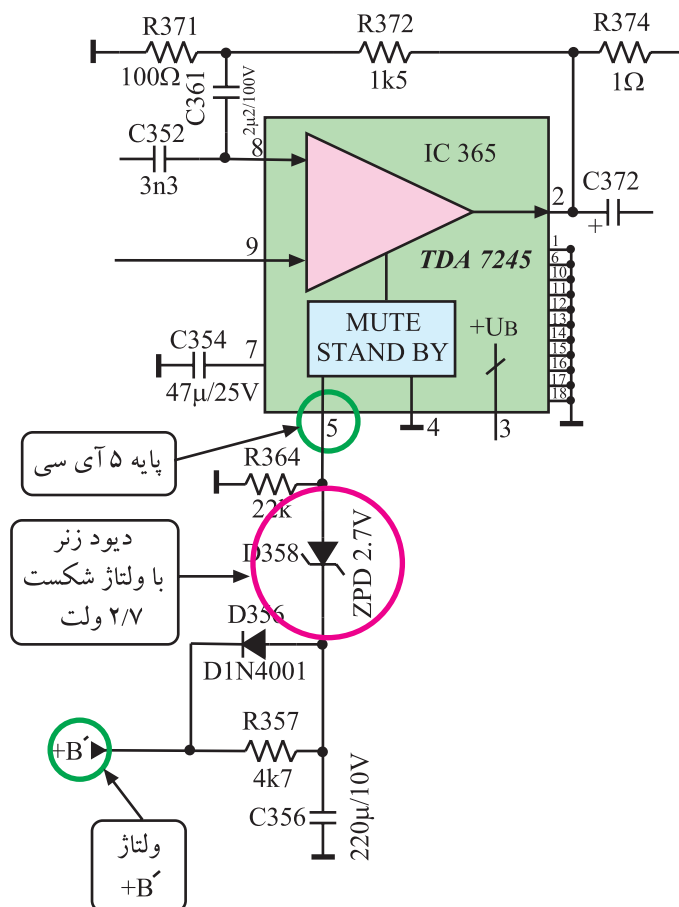 R371
R372
R374
100Ω
1k5
1Ω
C361
2µ2/100V
C352
3n3
8
IC 365
2
C372
+
9
TDA 7245
1
6
10
11
12
13
14
15
16
17
18
MUTE
STAND BY
+UB
C354
7
47µ/25V
5
4
3
پایه ۵ آی سی
R364
22k
دیود زنر
با ولتاژ شکست
۲/۷ ولت
D358
ZPD 2.7V
D356
D1N4001
R357
+B´
4k7
C356
220µ/10V
ولتاژ
+B´